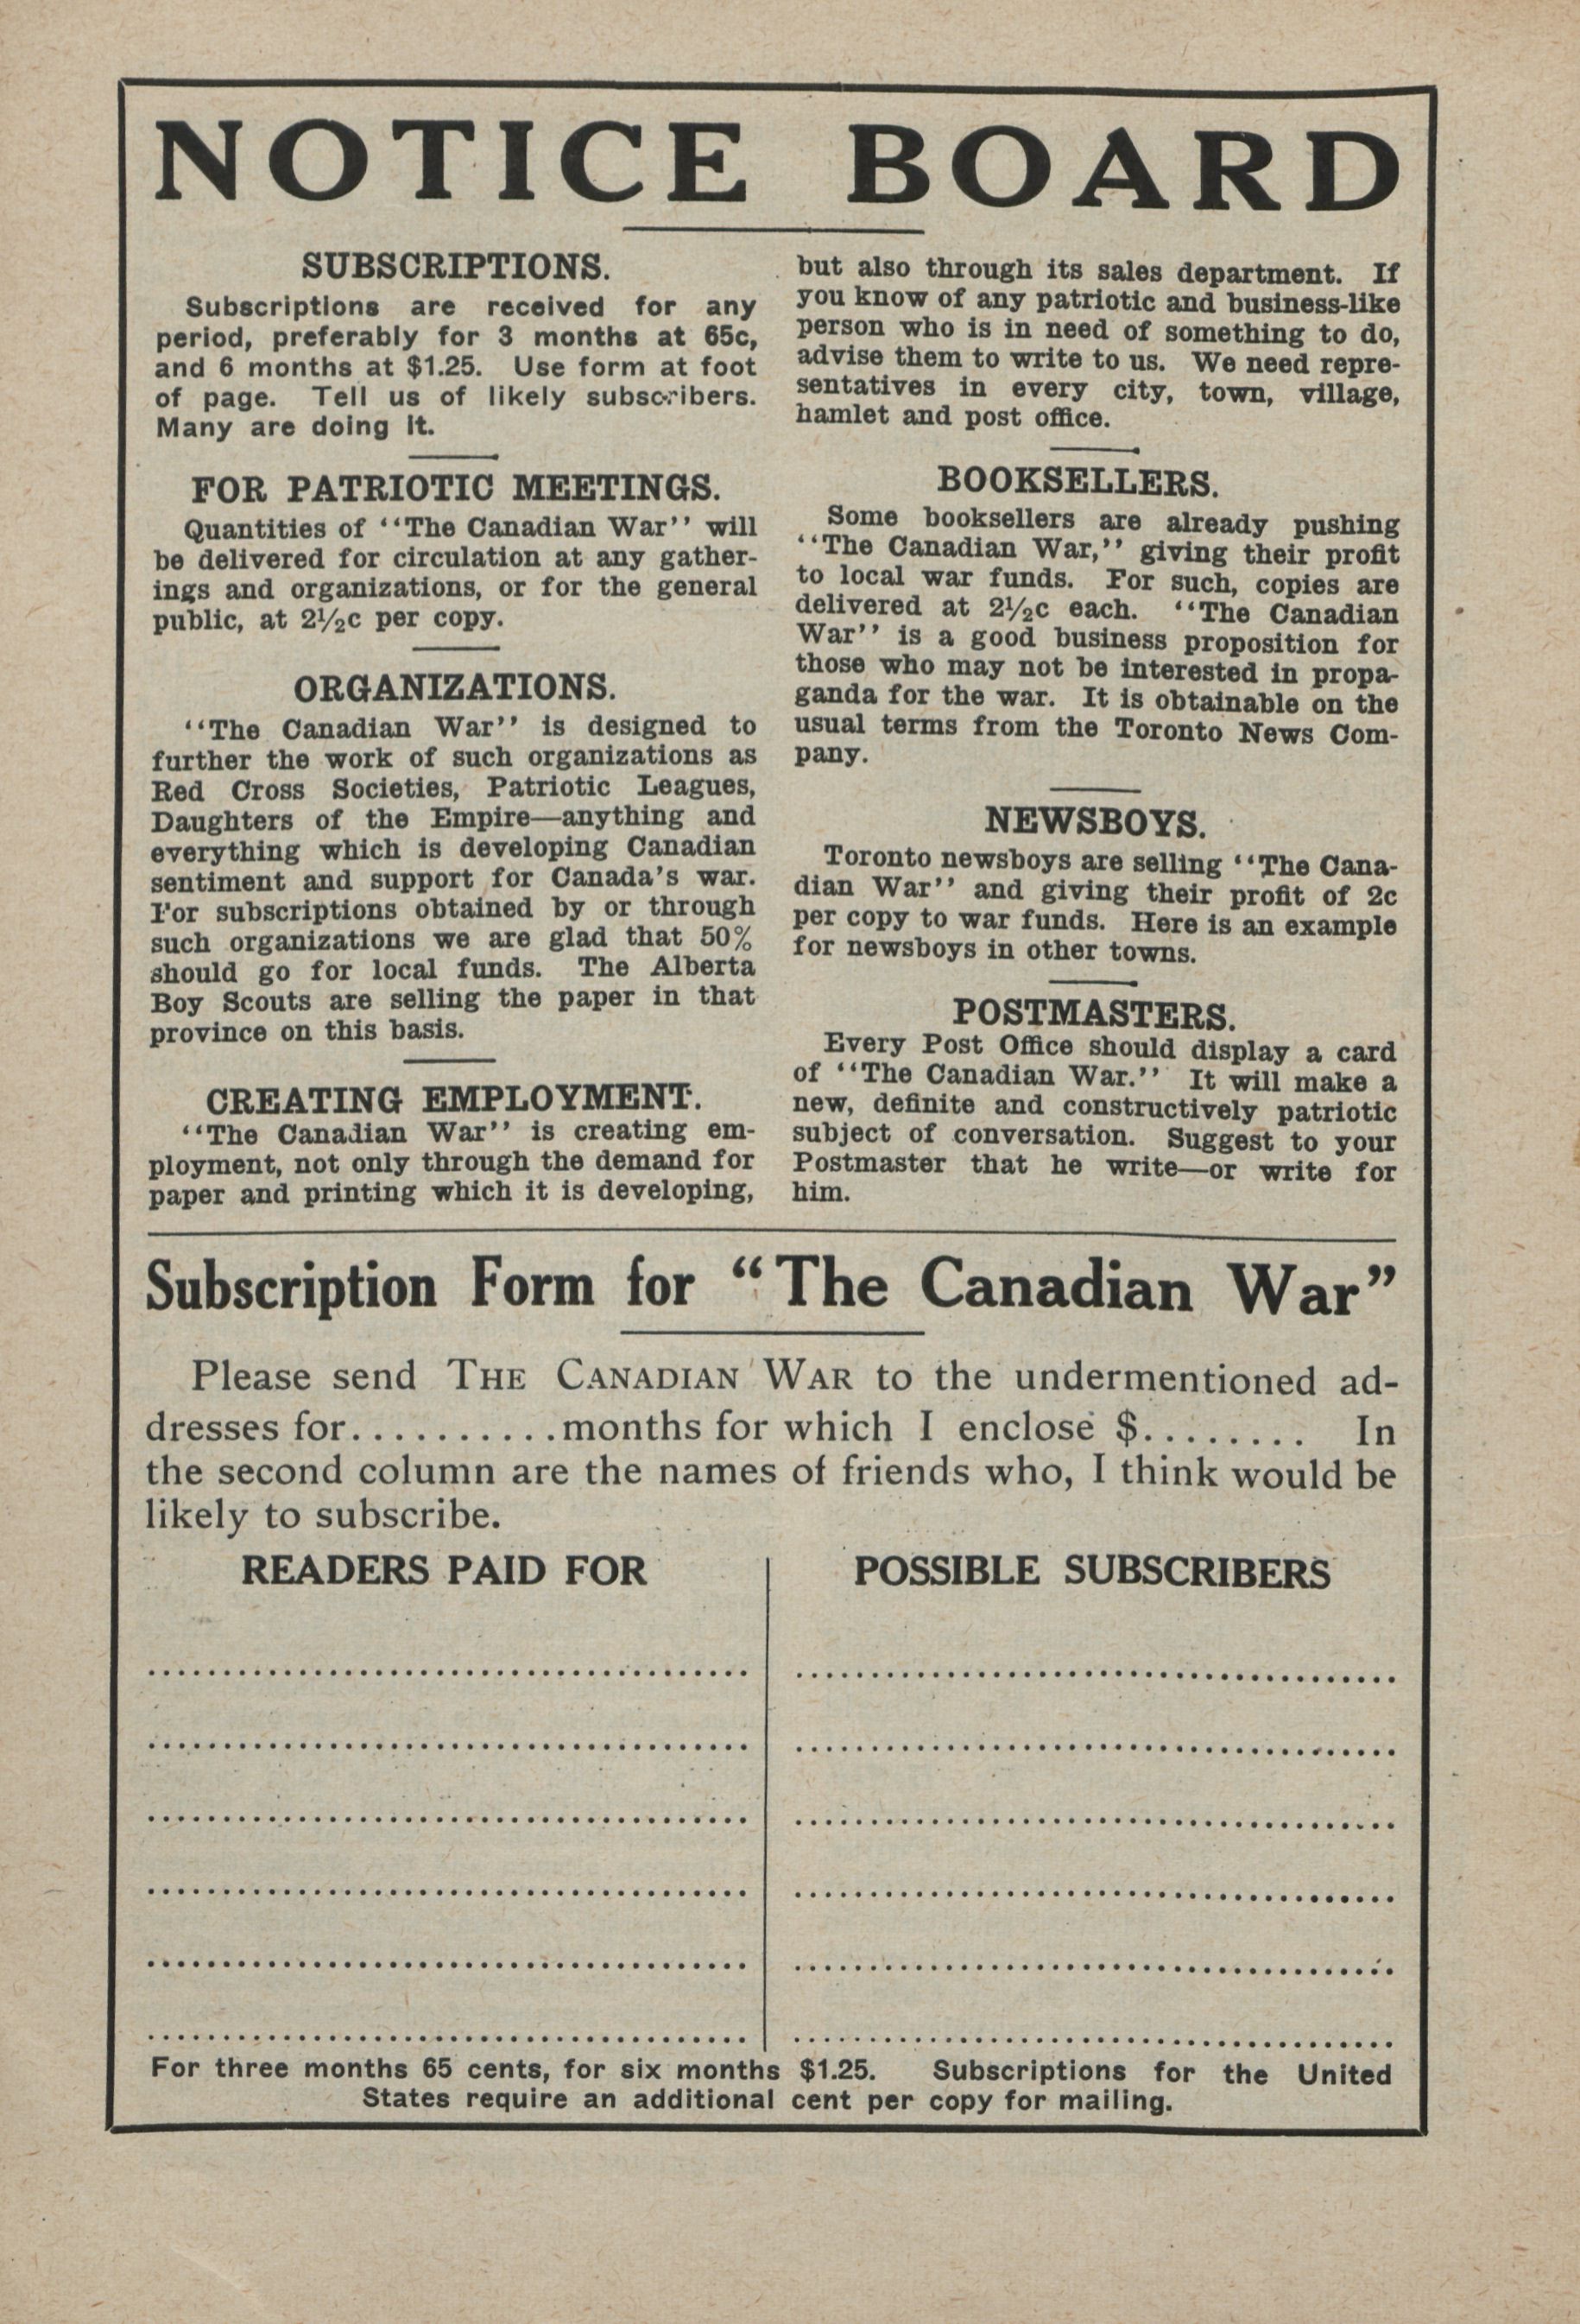 NOTICE BOARD
SUBSCRIPTIONS.
Subscriptions are received for any
period, preferably for 3 months at 65c,
and 6 months at $1.25. Use form at foot
of page. Tell us of likely subscribers.
Many are doing it.
FOR PATRIOTIC MEETINGS.
Quantities of ‘‘The Canadian War’’ will
be delivered for circulation at any gather-
ings and organizations, or for the general
public, at 2½c per copy.
ORGANIZATIONS.
‘‘The Canadian War’’ is designed to
further the work of such organizations as
Red Cross Societies, Patriotic Leagues,
Daughters of the Empire—anything and
everything which is developing Canadian
sentiment and support for Canada's war.
For subscriptions obtained by or through
such organizations we are glad that 50%
should go for local funds. The Alberta
Boy Scouts are selling the paper in that
province on this basis.
CREATING EMPLOYMENT.
‘‘The Canadian War’’ is creating em-
ployment, not only through the demand for
paper and printing which it is developing,
but also through its sales department. If
you know of any patriotic and business-like
person who is in need of something to do,
advise them to write to us. We need repre-
sentatives in every city, town, village,
hamlet and post office.
BOOKSELLERS.
Some booksellers are already pushing
‘‘The Canadian War,’’ giving their profit
to local war funds. For such, copies are
delivered at 2½c each. ‘‘The Canadian
War’’ is a good business proposition for
those who may not be interested in propa-
ganda for the war. It is obtainable on the
usual terms from the Toronto News Com-
pany.
NEWSBOYS.
Toronto newsboys are selling ‘‘The Cana-
dian War’’ and giving their profit of 2c
per copy to war funds. Here is an example
for newsboys in other towns.
POSTMASTERS.
Every Post Office should display a card
of ‘‘The Canadian War.’’ It will make a
new, definite and constructively patriotic
subject of conversation. Suggest to your
Postmaster that he write—or write for
him.
Subscription Form for “The Canadian War”
Please send THE CANADIAN WAR to the undermentioned ad-
dresses for..........months for which I enclose $........ In
the second column are the names of friends who, I think would be
likely to subscribe.
READERS PAID FOR
POSSIBLE SUBSCRIBERS
For three months 65 cents, for six months $1.25. Subscriptions for the United
States require an additional cent per copy for mailing.